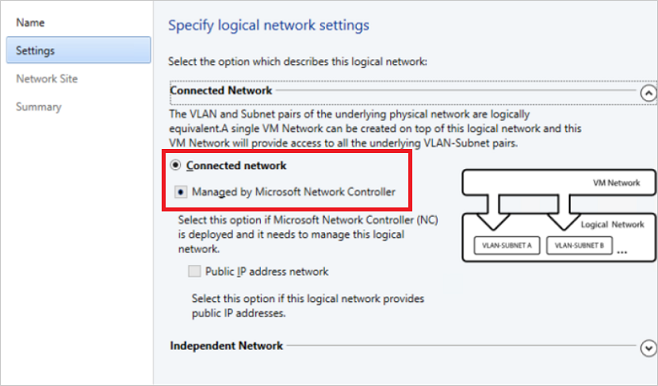 Name
Settings
Network Site
Summary
Specify logical network settings
Select the option which describes this logical network:
Connected Network
The VLAN and Subnet pairs of the underlying physical network are logically
equivalent.A single VM Network can be created on top of this logical network and this
VM Network will provide access to all the underlying VLAN-Subnet pairs.
Connected network
Managed by Microsoft Network Controller
Select this option if Microsoft Network Controller (NC)
is deployed and it needs to manage this logical
network.
Public IP address network
Select this option if this logical network provides
public IP addresses.
VM Network
Logical Network
VLAN-SUBNET A
VLAN-SUBNET B
...
Independent Network